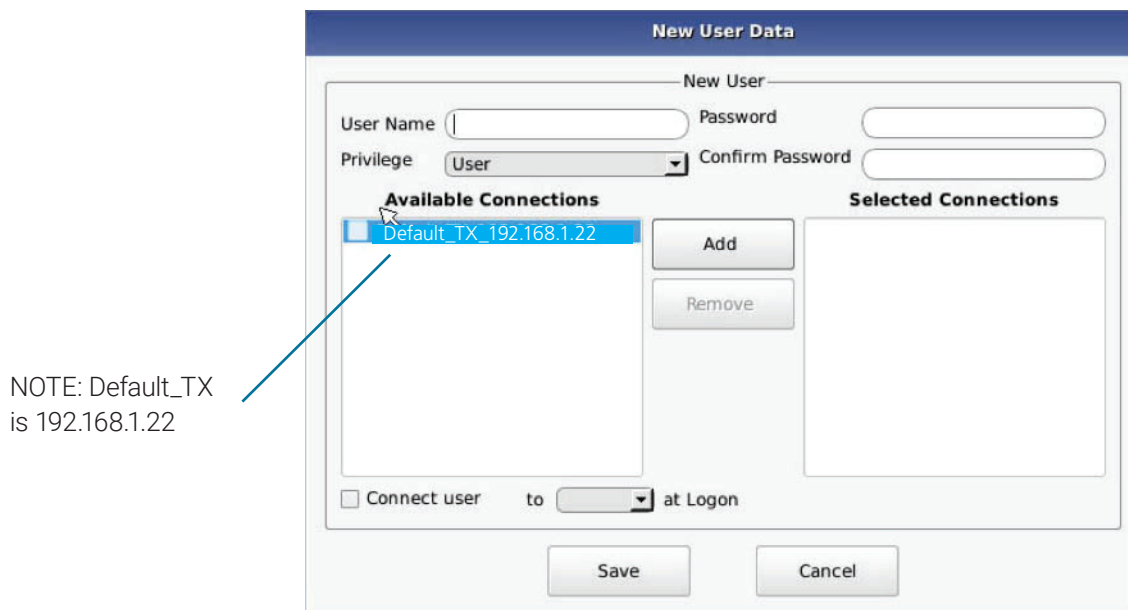 New User Data
New User
User Name
Password
Privilege
User
Confirm Password
Available Connections
Selected Connections
Default_TX_192.168.1.22
Add
Remove
NOTE: Default_TX
is 192.168.1.22
Connect user to at Logon
Save
Cancel